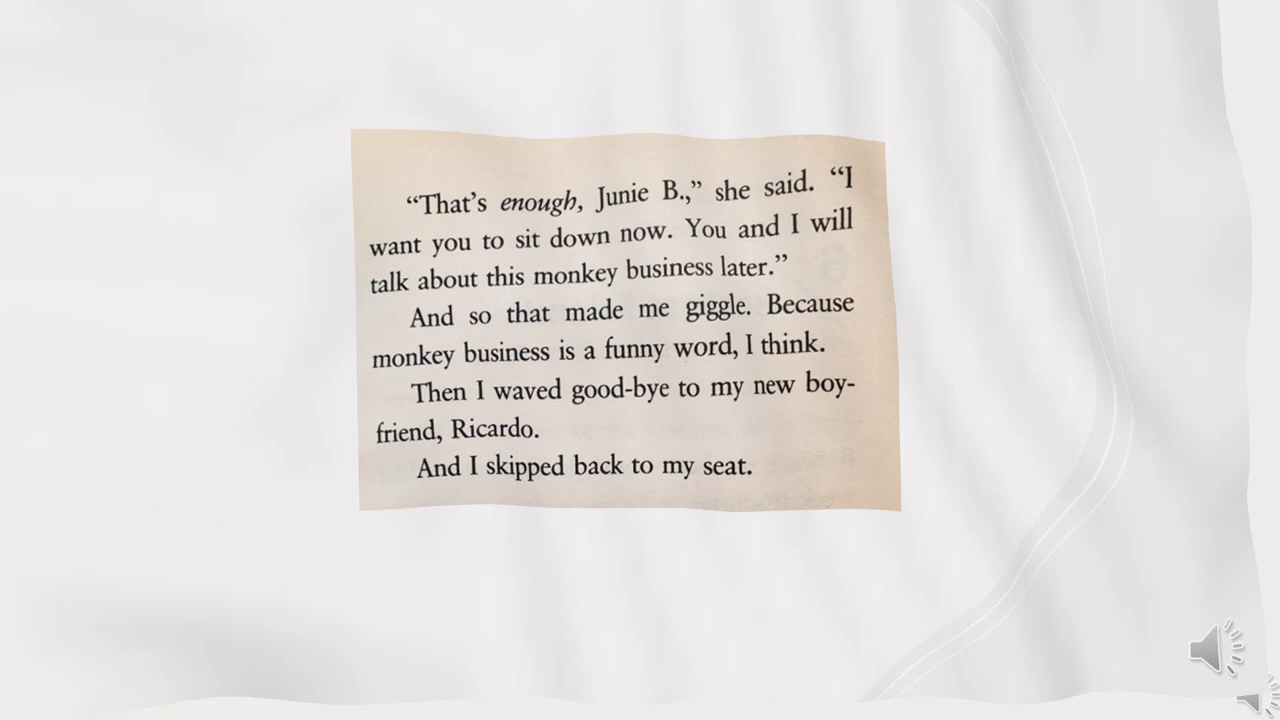 “That’s enough, Junie B.,” she said. “I
want you to sit down now. You and I will
talk about this monkey business later.”
And so that made me giggle. Because
monkey business is a funny word, I think.
Then I waved good-bye to my new boy-
friend, Ricardo.
And I skipped back to my seat.